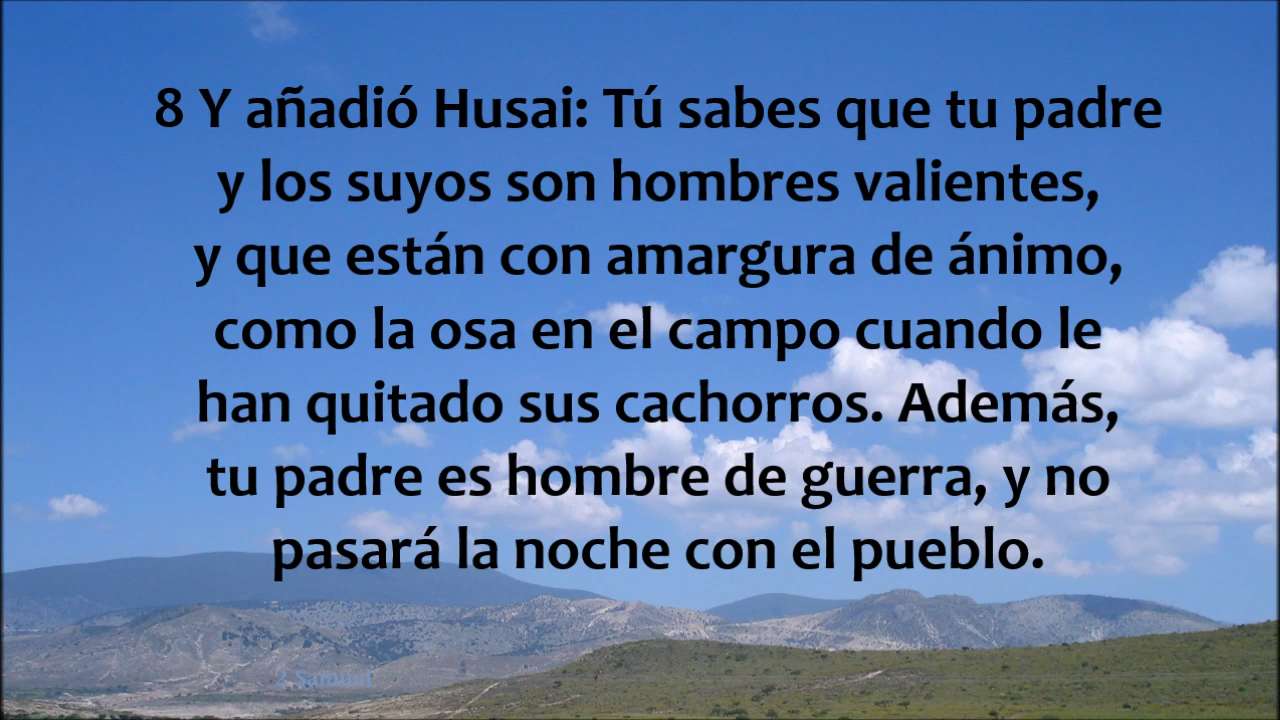 8 Y añadió Husai: Tú sabes que tu padre
y los suyos son hombres valientes,
y que están con amargura de ánimo,
como la osa en el campo cuando le
han quitado sus cachorros. Además,
tu padre es hombre de guerra, y no
pasará la noche con el pueblo.
2 Samuel